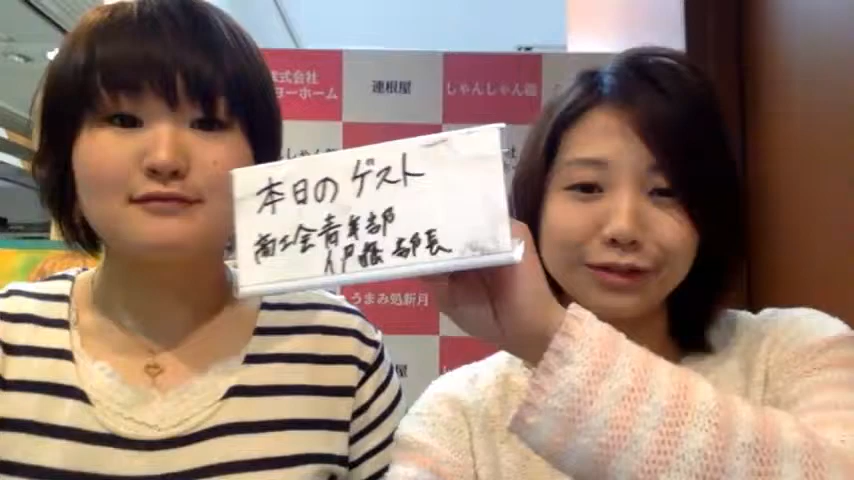 株式会社
ヨーホーム
連根屋
しゃんしゃん
本日のゲスト
商工会青年部
伊藤部長
うまみ処新月